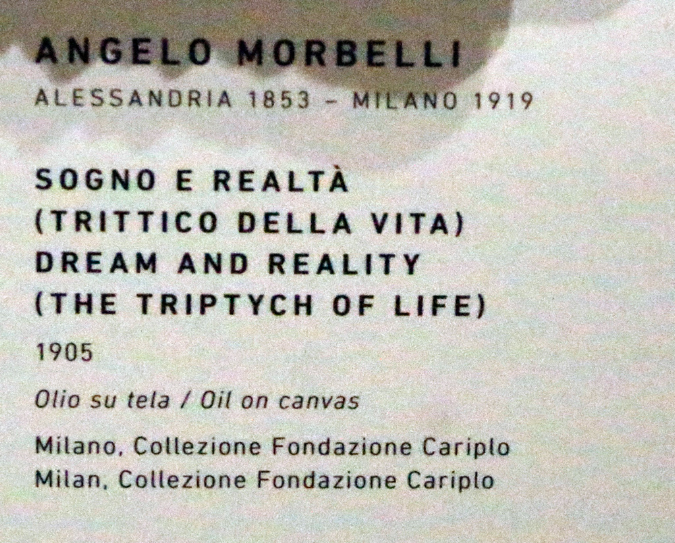 ANGELO MORBELLI
ALESSANDRIA 1853 – MILANO 1919
SOGNO E REALTÀ
(TRITTICO DELLA VITA)
DREAM AND REALITY
(THE TRIPTYCH OF LIFE)
1905
Olio su tela / Oil on canvas
Milano, Collezione Fondazione Cariplo
Milan, Collezione Fondazione Cariplo